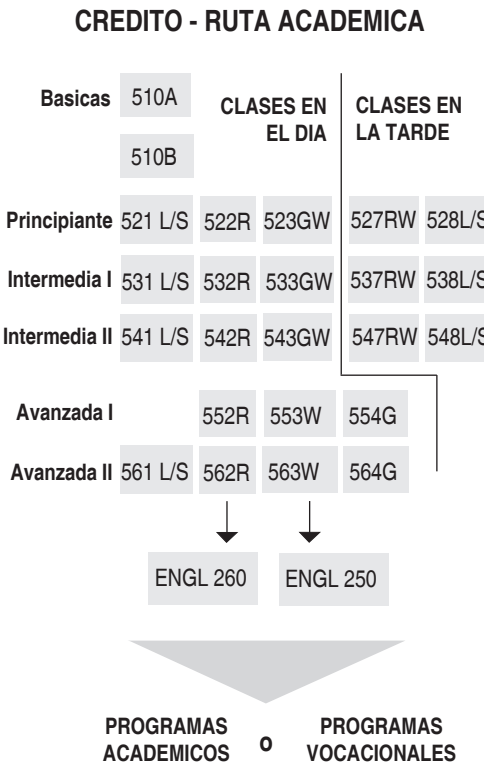 CREDITO - RUTA ACADEMICA
Basicas 510A
CLASES EN EL DIA
CLASES EN LA TARDE
510B
Principiante 521 L/S 522R 523GW 527RW 528L/S
Intermedia I 531 L/S 532R 533GW 537RW 538L/S
Intermedia II 541 L/S 542R 543GW 547RW 548L/S
Avanzada I 552R 553W 554G
Avanzada II 561 L/S 562R 563W 564G
ENGL 260 ENGL 250
PROGRAMAS ACADEMICOS
o
PROGRAMAS VOCACIONALES